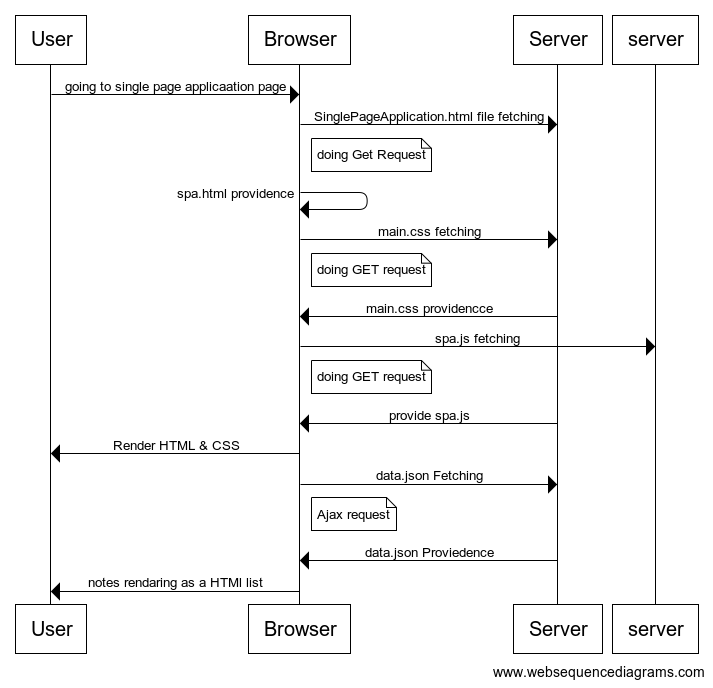 User
Browser
Server
server
going to single page applicaation page
SinglePageApplication.html file fetching
doing Get Request
spa.html providence
main.css fetching
doing GET request
main.css providencce
spa.js fetching
doing GET request
provide spa.js
Render HTML & CSS
data.json Fetching
Ajax request
data.json Proviedence
notes rendaring as a HTMl list
User
Browser
Server
server
www.websequencediagrams.com